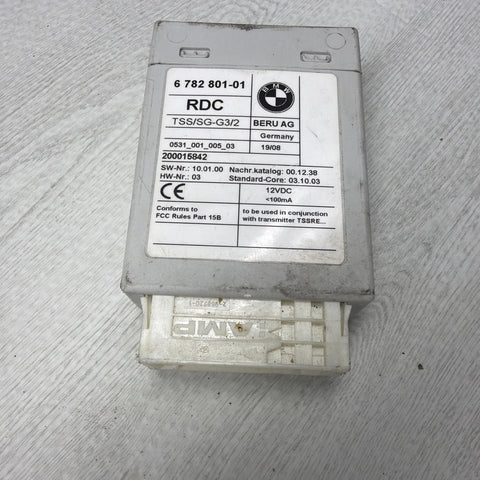 6 782 801-01
BMW
RDC
TSS/SG-G3/2
BERU AG
Germany
0531_001_005_03
19/08
200015842
SW-Nr.: 10.01.00 Nachr.katalog: 00.12.38
HW-Nr.: 03 Standard-Core: 03.10.03
CE
12VDC
<100mA
Conforms to
FCC Rules Part 15B
to be used in conjunction
with transmitter TSSRE...
AMP